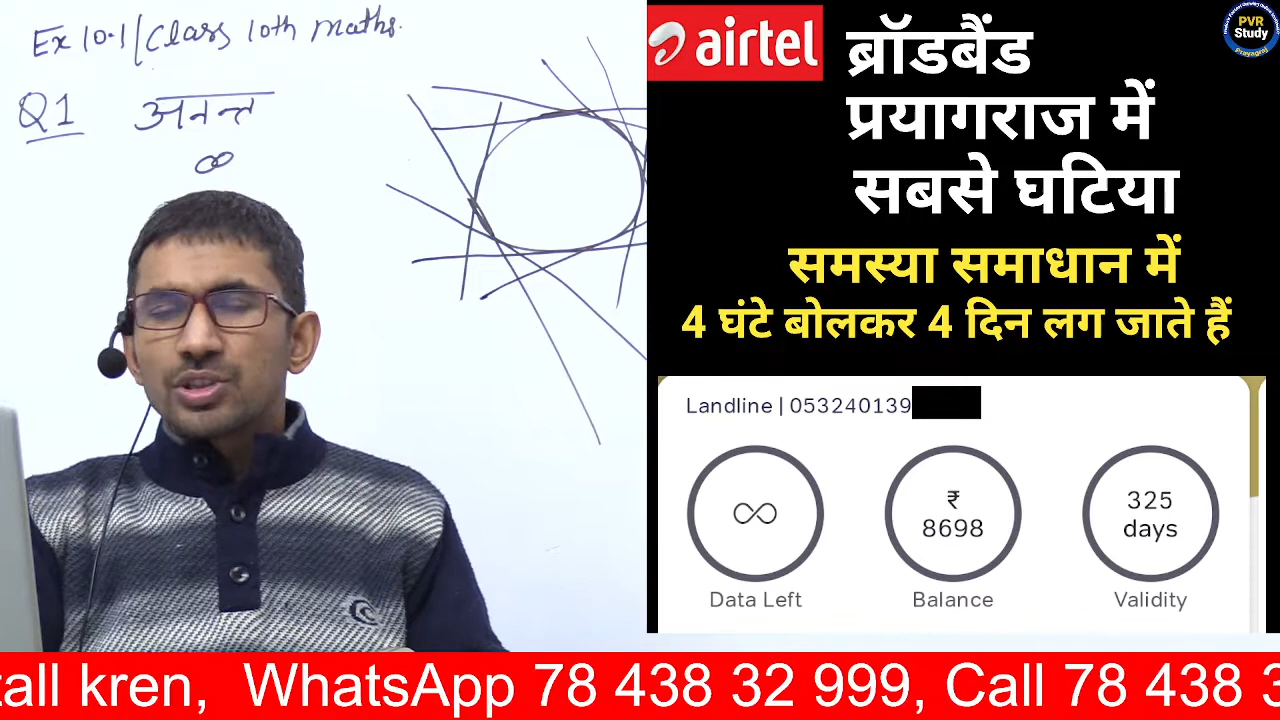 Ex 10.1 / Class 10th maths.
Q1 अनन्त
∞
airtel
ब्रॉडबैंड
प्रयागराज में
सबसे घटिया
समस्या समाधान में
4 घंटे बोलकर 4 दिन लग जाते हैं
PVR
Study
Prayagraj
Landline | 053240139
∞
Data Left
₹
8698
Balance
325
days
Validity
tall kren, WhatsApp 78 438 32 999, Call 78 438 3